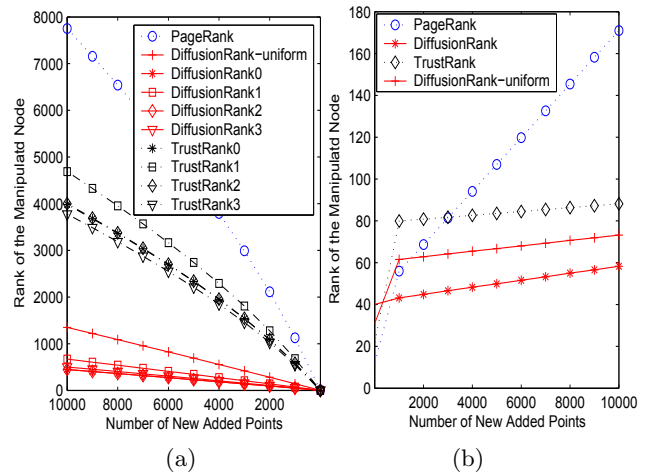 8000
7000
6000
5000
4000
3000
2000
1000
0
Rank of the Manipulatd Node
PageRank
DiffusionRank−uniform
DiffusionRank0
DiffusionRank1
DiffusionRank2
DiffusionRank3
TrustRank0
TrustRank1
TrustRank2
TrustRank3
10000 8000 6000 4000 2000
Number of New Added Points
(a)
180
160
140
120
100
80
60
40
20
0
Rank of the Manipulatd Node
PageRank
DiffusionRank
TrustRank
DiffusionRank−uniform
2000 4000 6000 8000 10000
Number of New Added Points
(b)